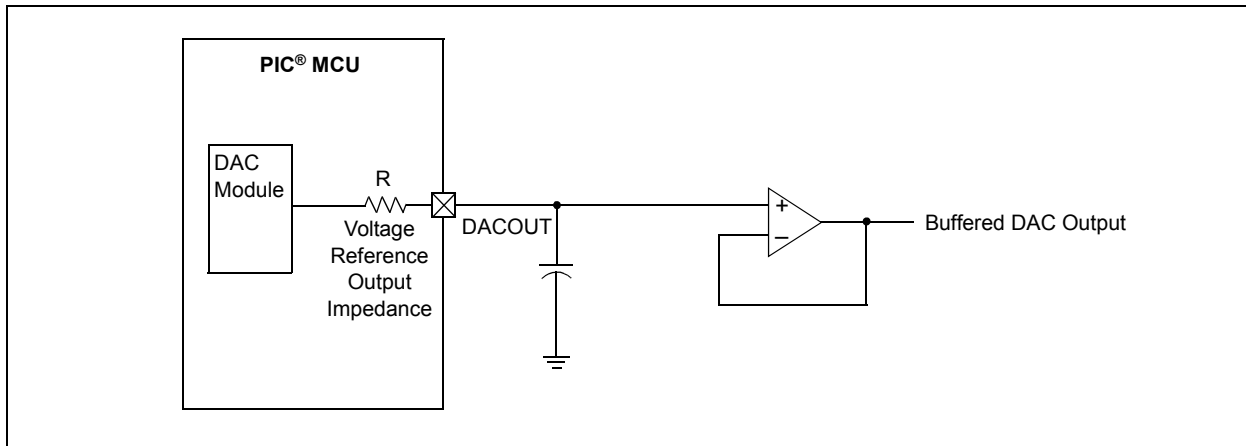 PIC® MCU
DAC
Module
R
Voltage
Reference
Output
Impedance
DACOUT
+
–
Buffered DAC Output